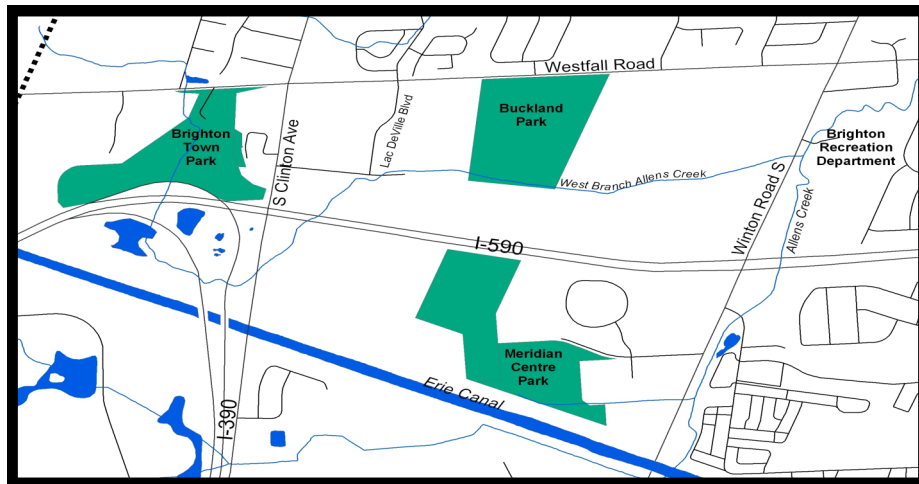 Westfall Road
Buckland
Park
Brighton
Town
Park
Lac DeVille Blvd
S Clinton Ave
Brighton
Recreation
Department
West Branch Allens Creek
Winton Road S
Allens Creek
I-590
Meridian
Centre
Park
Erie Canal
I-390